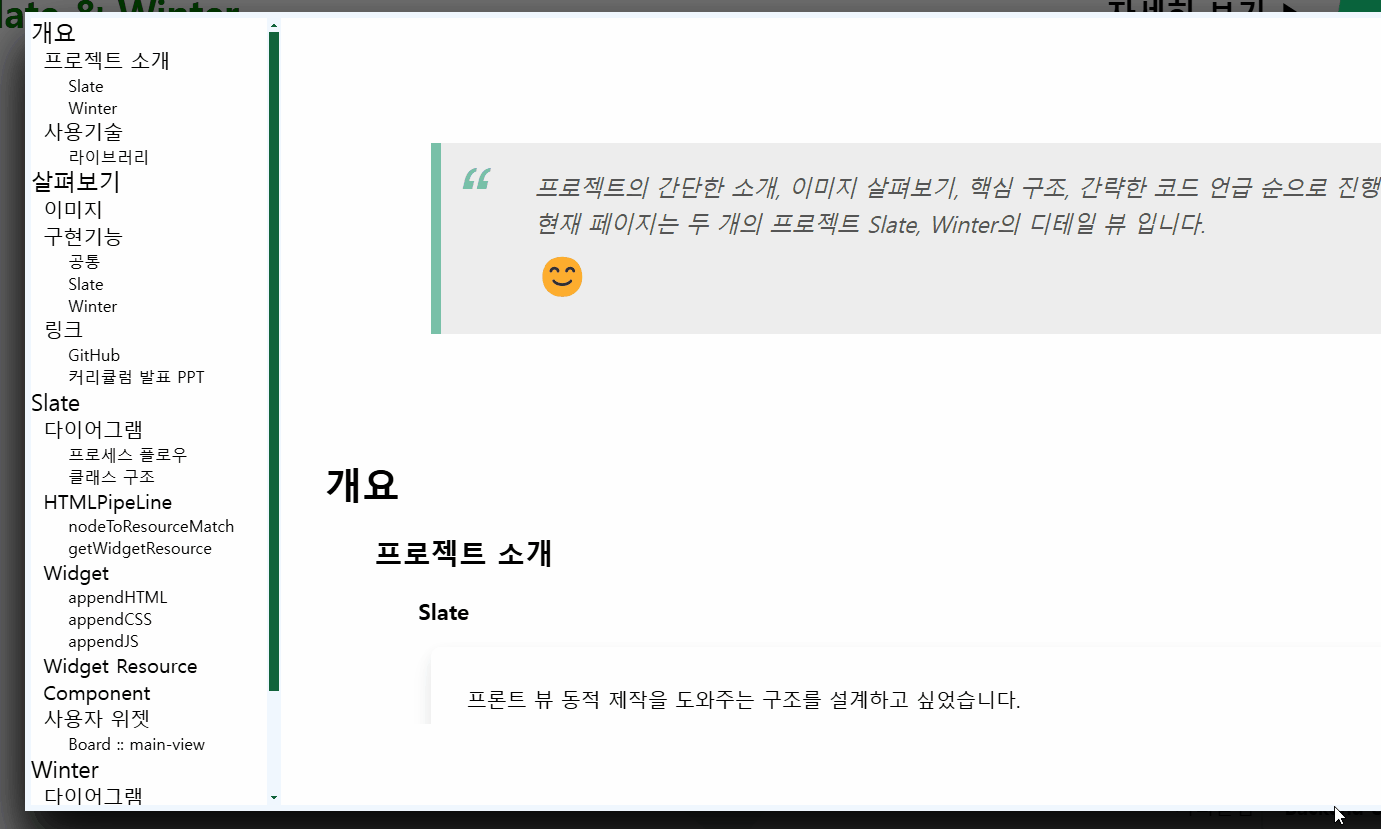 late & Winter
자세히 보기 ▶
개요
프로젝트 소개
Slate
Winter
사용기술
라이브러리
살펴보기
이미지
구현기능
공통
Slate
Winter
링크
GitHub
커리큘럼 발표 PPT
Slate
다이어그램
프로세스 플로우
클래스 구조
HTMLPipeLine
nodeToResourceMatch
getWidgetResource
Widget
appendHTML
appendCSS
appendJS
Widget Resource
Component
사용자 위젯
Board :: main-view
Winter
다이어그램
“
프로젝트의 간단한 소개, 이미지 살펴보기, 핵심 구조, 간략한 코드 언급 순으로 진행
현재 페이지는 두 개의 프로젝트 Slate, Winter의 디테일 뷰 입니다.
😊
개요
프로젝트 소개
Slate
프론트 뷰 동적 제작을 도와주는 구조를 설계하고 싶었습니다.